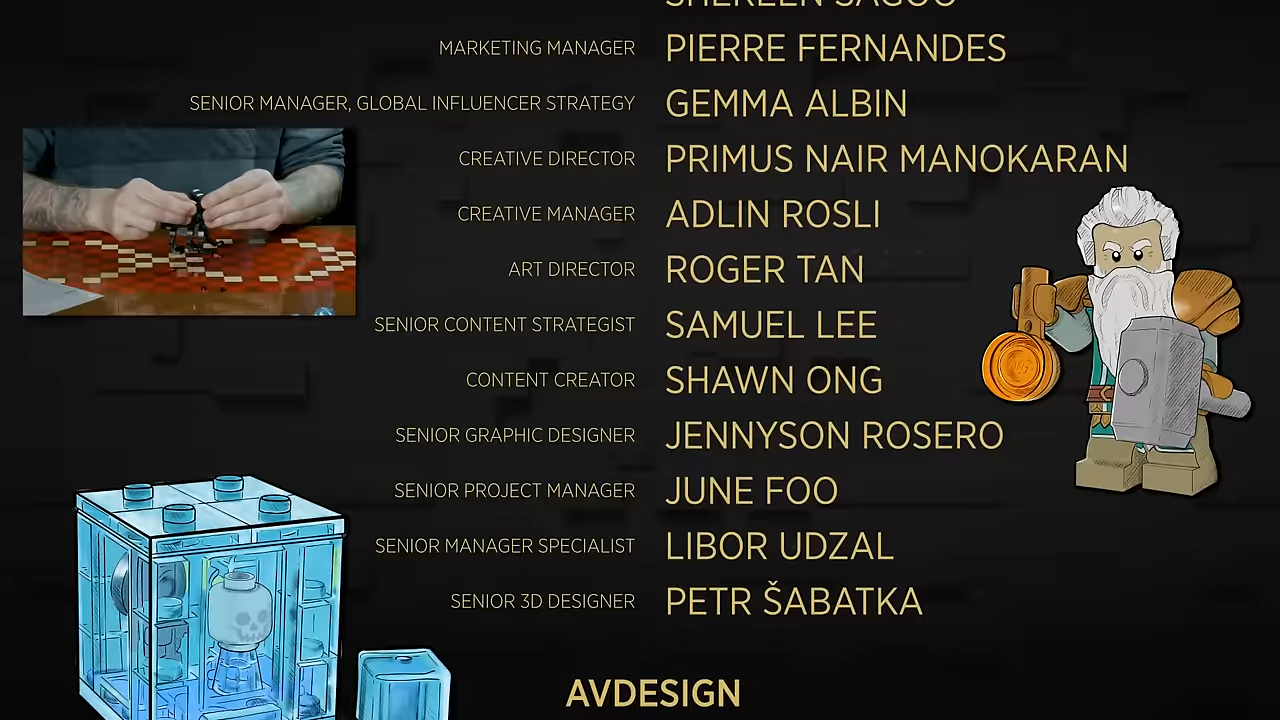 MARKETING MANAGER PIERRE FERNANDES
SENIOR MANAGER, GLOBAL INFLUENCER STRATEGY GEMMA ALBIN
CREATIVE DIRECTOR PRIMUS NAIR MANOKARAN
CREATIVE MANAGER ADLIN ROSLI
ART DIRECTOR ROGER TAN
SENIOR CONTENT STRATEGIST SAMUEL LEE
CONTENT CREATOR SHAWN ONG
SENIOR GRAPHIC DESIGNER JENNYSON ROSERO
SENIOR PROJECT MANAGER JUNE FOO
SENIOR MANAGER SPECIALIST LIBOR UDZAL
SENIOR 3D DESIGNER PETR ŠABATKA
AVDESIGN